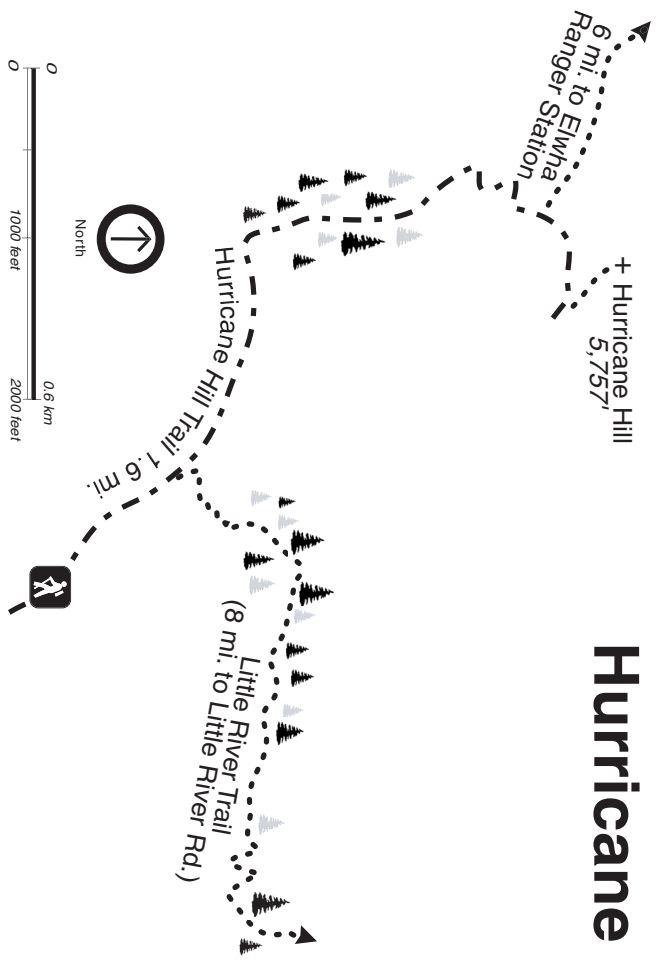 Hurricane
6 mi. to Elwha
Ranger Station
+ Hurricane Hill
5,757'
Hurricane Hill Trail 1.6 mi.
Little River Trail
(8 mi. to Little River Rd.)
North
0 0.6 km
0 1000 feet 2000 feet